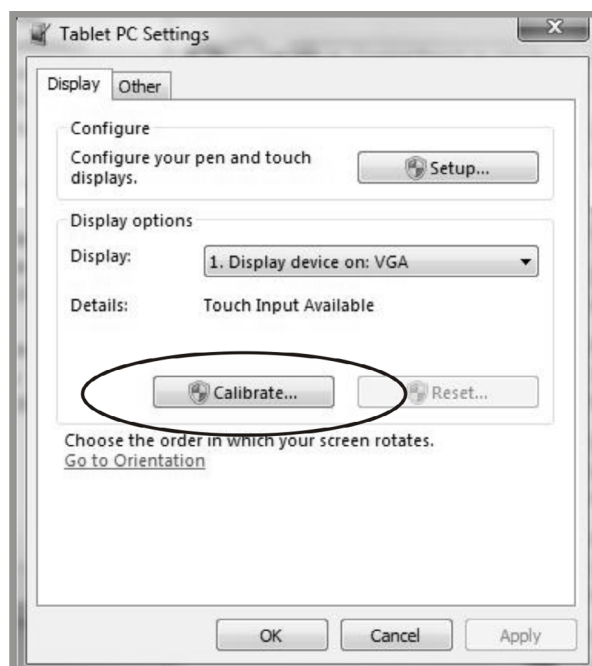 Tablet PC Settings
Display Other
Configure
Configure your pen and touch
displays.
Setup...
Display options
Display: 1. Display device on: VGA
Details: Touch Input Available
Calibrate... Reset...
Choose the order in which your screen rotates.
Go to Orientation
OK Cancel Apply